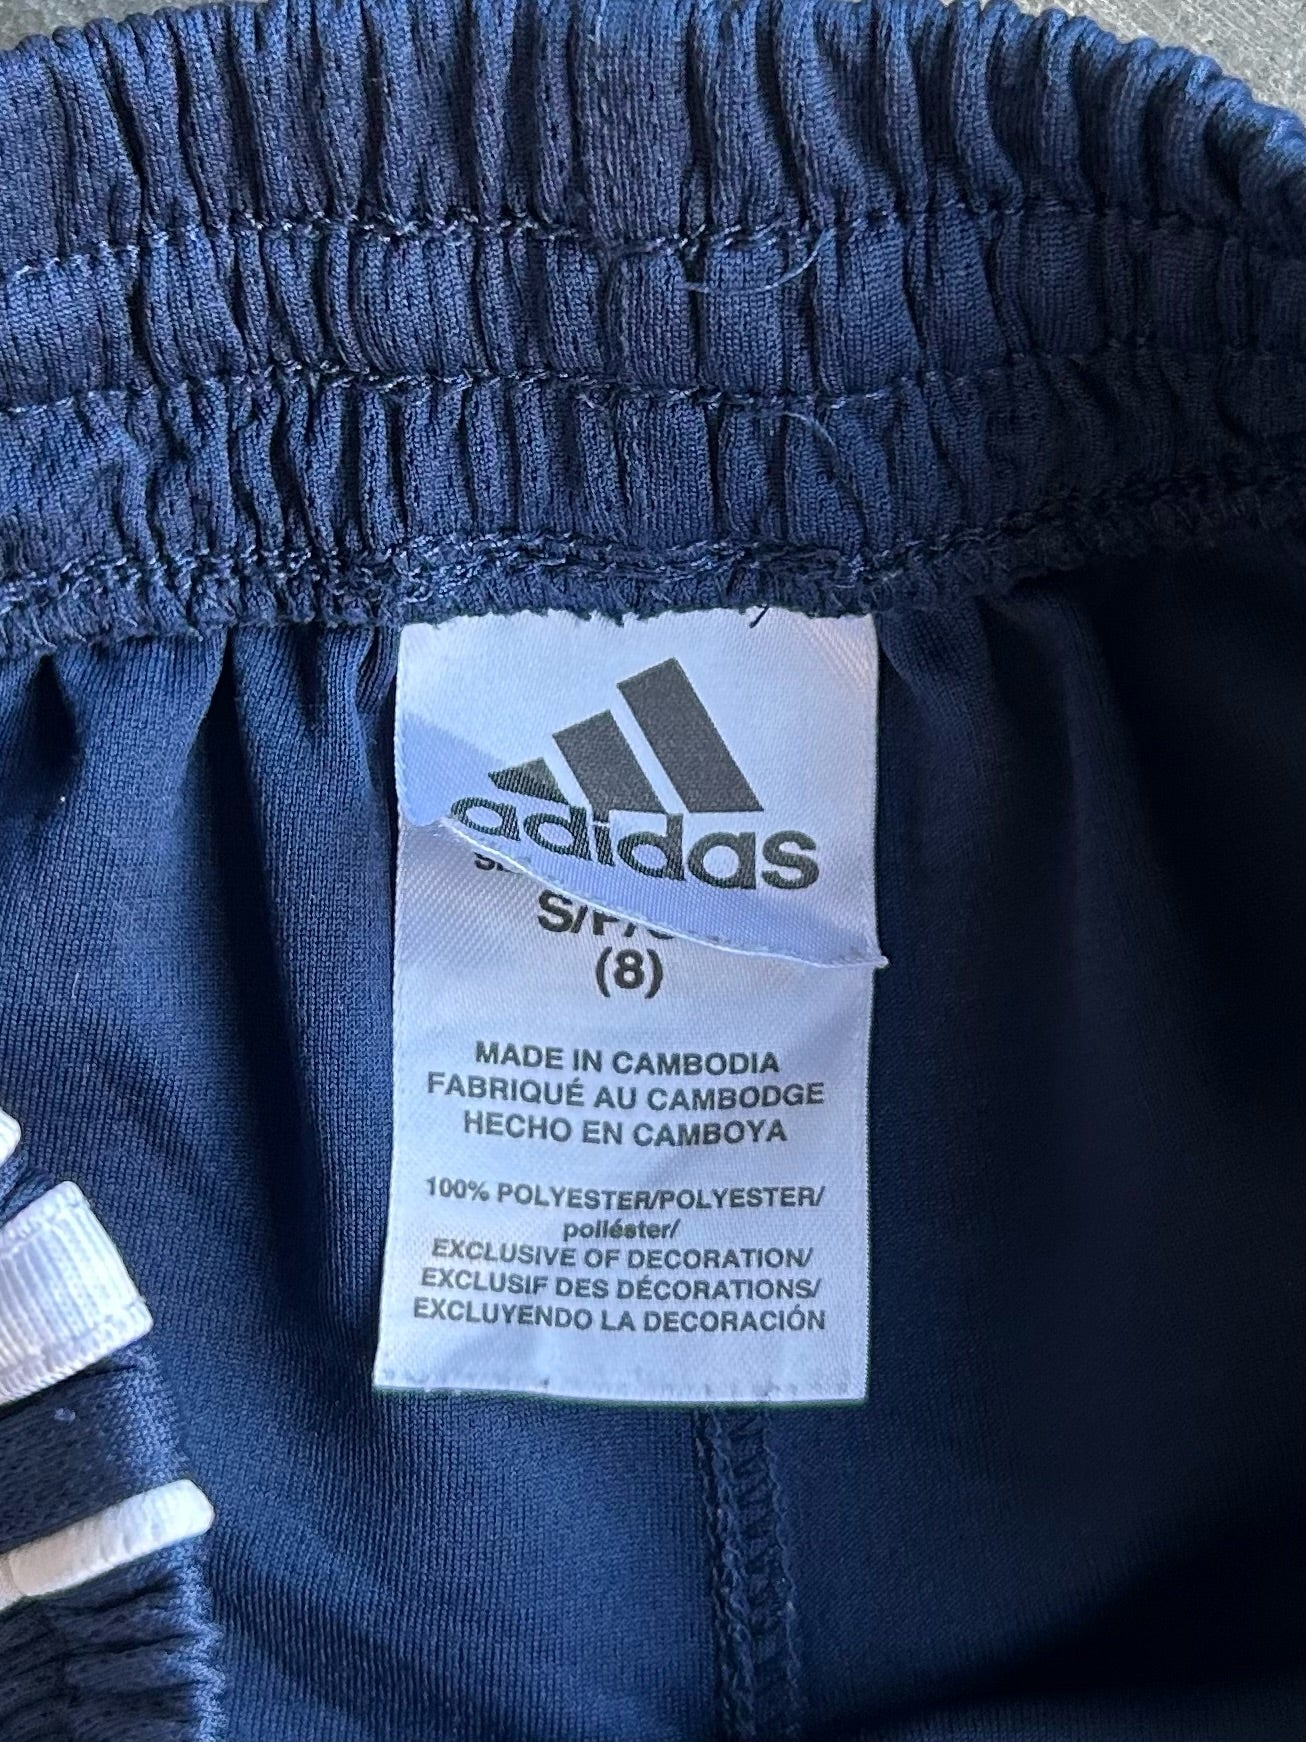 adidas
(8)
MADE IN CAMBODIA
FABRIQUÉ AU CAMBODGE
HECHO EN CAMBOYA
100% POLYESTER/POLYESTER/
poliéster/
EXCLUSIVE OF DECORATION/
EXCLUSIF DES DÉCORATIONS/
EXCLUYENDO LA DECORACIÓN